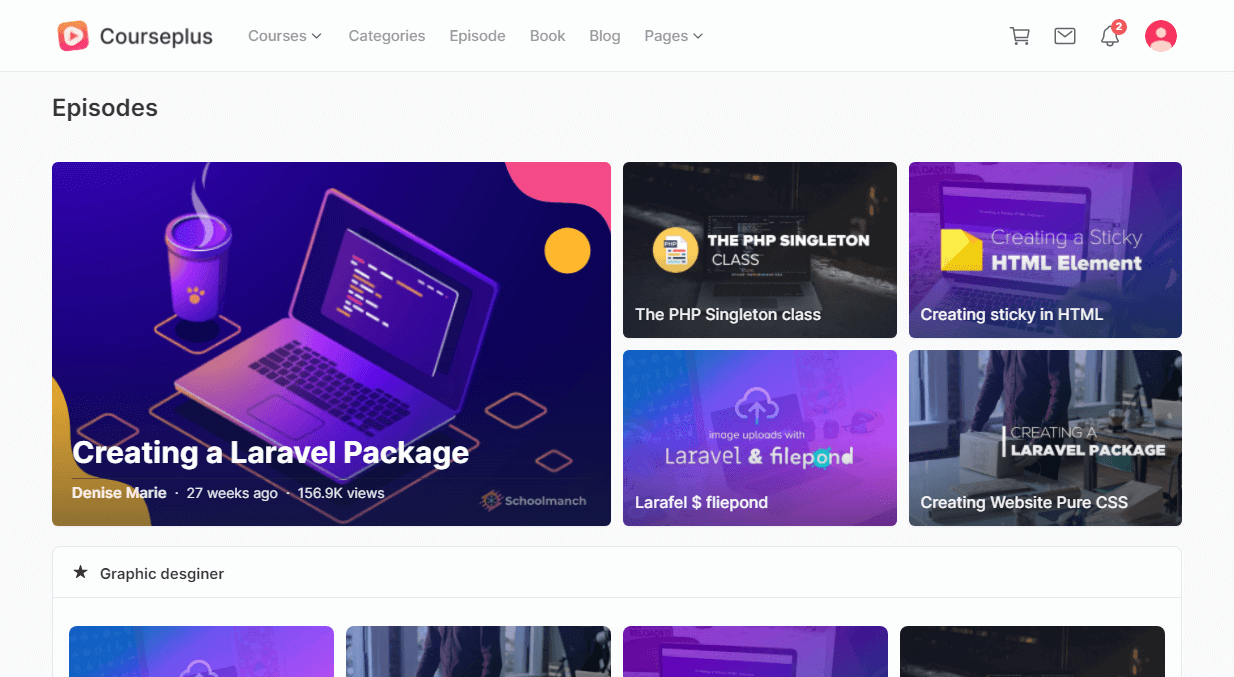 Courseplus
Courses
Categories
Episode
Book
Blog
Pages
2
Episodes
Creating a Laravel Package
Denise Marie · 27 weeks ago · 156.9K views
Schoolmanch
PHP
THE PHP SINGLETON
CLASS
The PHP Singleton class
Creating a Sticky
HTML Element
Creating sticky in HTML
image uploads with
Laravel & filepond
Larafel $ fliepond
CREATING A
LARAVEL PACKAGE
Creating Website Pure CSS
Graphic desginer